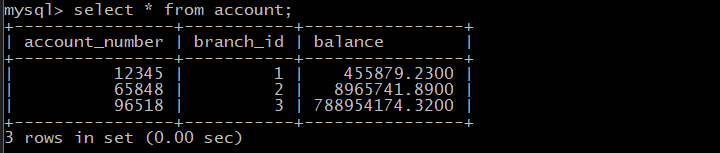 mysql> select * from account;
+----------------+-----------+----------------+
| account_number | branch_id | balance        |
+----------------+-----------+----------------+
|          12345 |         1 |    455879.2300 |
|          65848 |         2 |   8965741.8900 |
|          96518 |         3 | 788954174.3200 |
+----------------+-----------+----------------+
3 rows in set (0.00 sec)